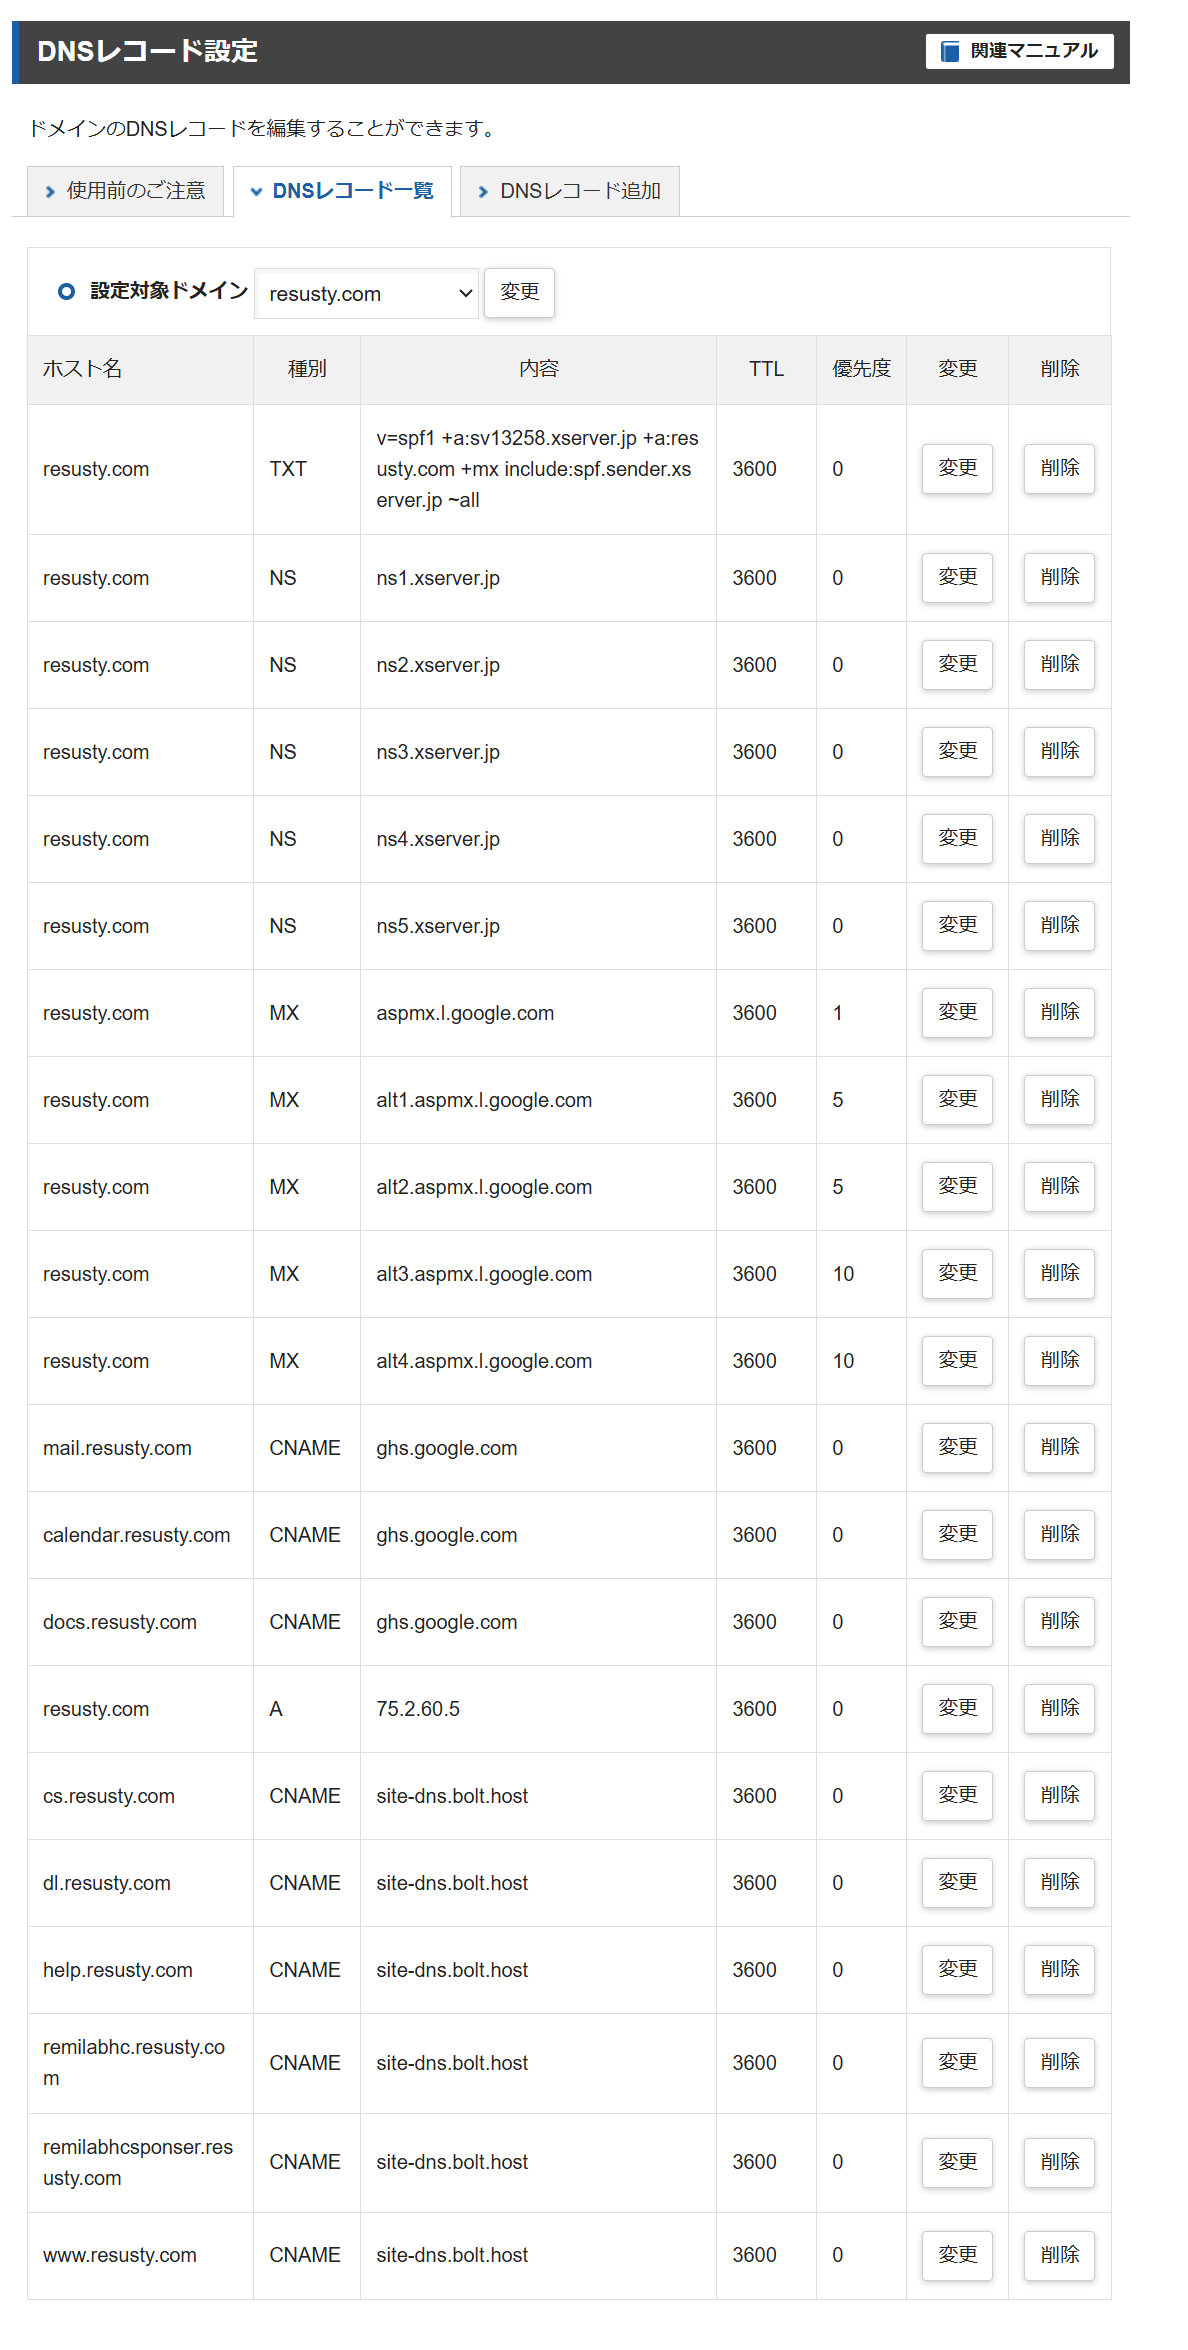 DNSレコード設定 関連マニュアル
ドメインのDNSレコードを編集することができます。
使用前のご注意 DNSレコード一覧 DNSレコード追加
設定対象ドメイン resusty.com 変更
ホスト名 種別 内容 TTL 優先度 変更 削除
v=spf1 +a:sv13258.xserver.jp +a:res
resusty.com TXT usty.com +mx include:spf.sender.xs 3600 0 変更 削除
erver.jp ~all
resusty.com NS ns1.xserver.jp 3600 0 変更 削除
resusty.com NS ns2.xserver.jp 3600 0 変更 削除
resusty.com NS ns3.xserver.jp 3600 0 変更 削除
resusty.com NS ns4.xserver.jp 3600 0 変更 削除
resusty.com NS ns5.xserver.jp 3600 0 変更 削除
resusty.com MX aspmx.l.google.com 3600 1 変更 削除
resusty.com MX alt1.aspmx.l.google.com 3600 5 変更 削除
resusty.com MX alt2.aspmx.l.google.com 3600 5 変更 削除
resusty.com MX alt3.aspmx.l.google.com 3600 10 変更 削除
resusty.com MX alt4.aspmx.l.google.com 3600 10 変更 削除
mail.resusty.com CNAME ghs.google.com 3600 0 変更 削除
calendar.resusty.com CNAME ghs.google.com 3600 0 変更 削除
docs.resusty.com CNAME ghs.google.com 3600 0 変更 削除
resusty.com A 75.2.60.5 3600 0 変更 削除
cs.resusty.com CNAME site-dns.bolt.host 3600 0 変更 削除
dl.resusty.com CNAME site-dns.bolt.host 3600 0 変更 削除
help.resusty.com CNAME site-dns.bolt.host 3600 0 変更 削除
remilabhc.resusty.co
m CNAME site-dns.bolt.host 3600 0 変更 削除
remilabhcsponser.res
usty.com CNAME site-dns.bolt.host 3600 0 変更 削除
www.resusty.com CNAME site-dns.bolt.host 3600 0 変更 削除